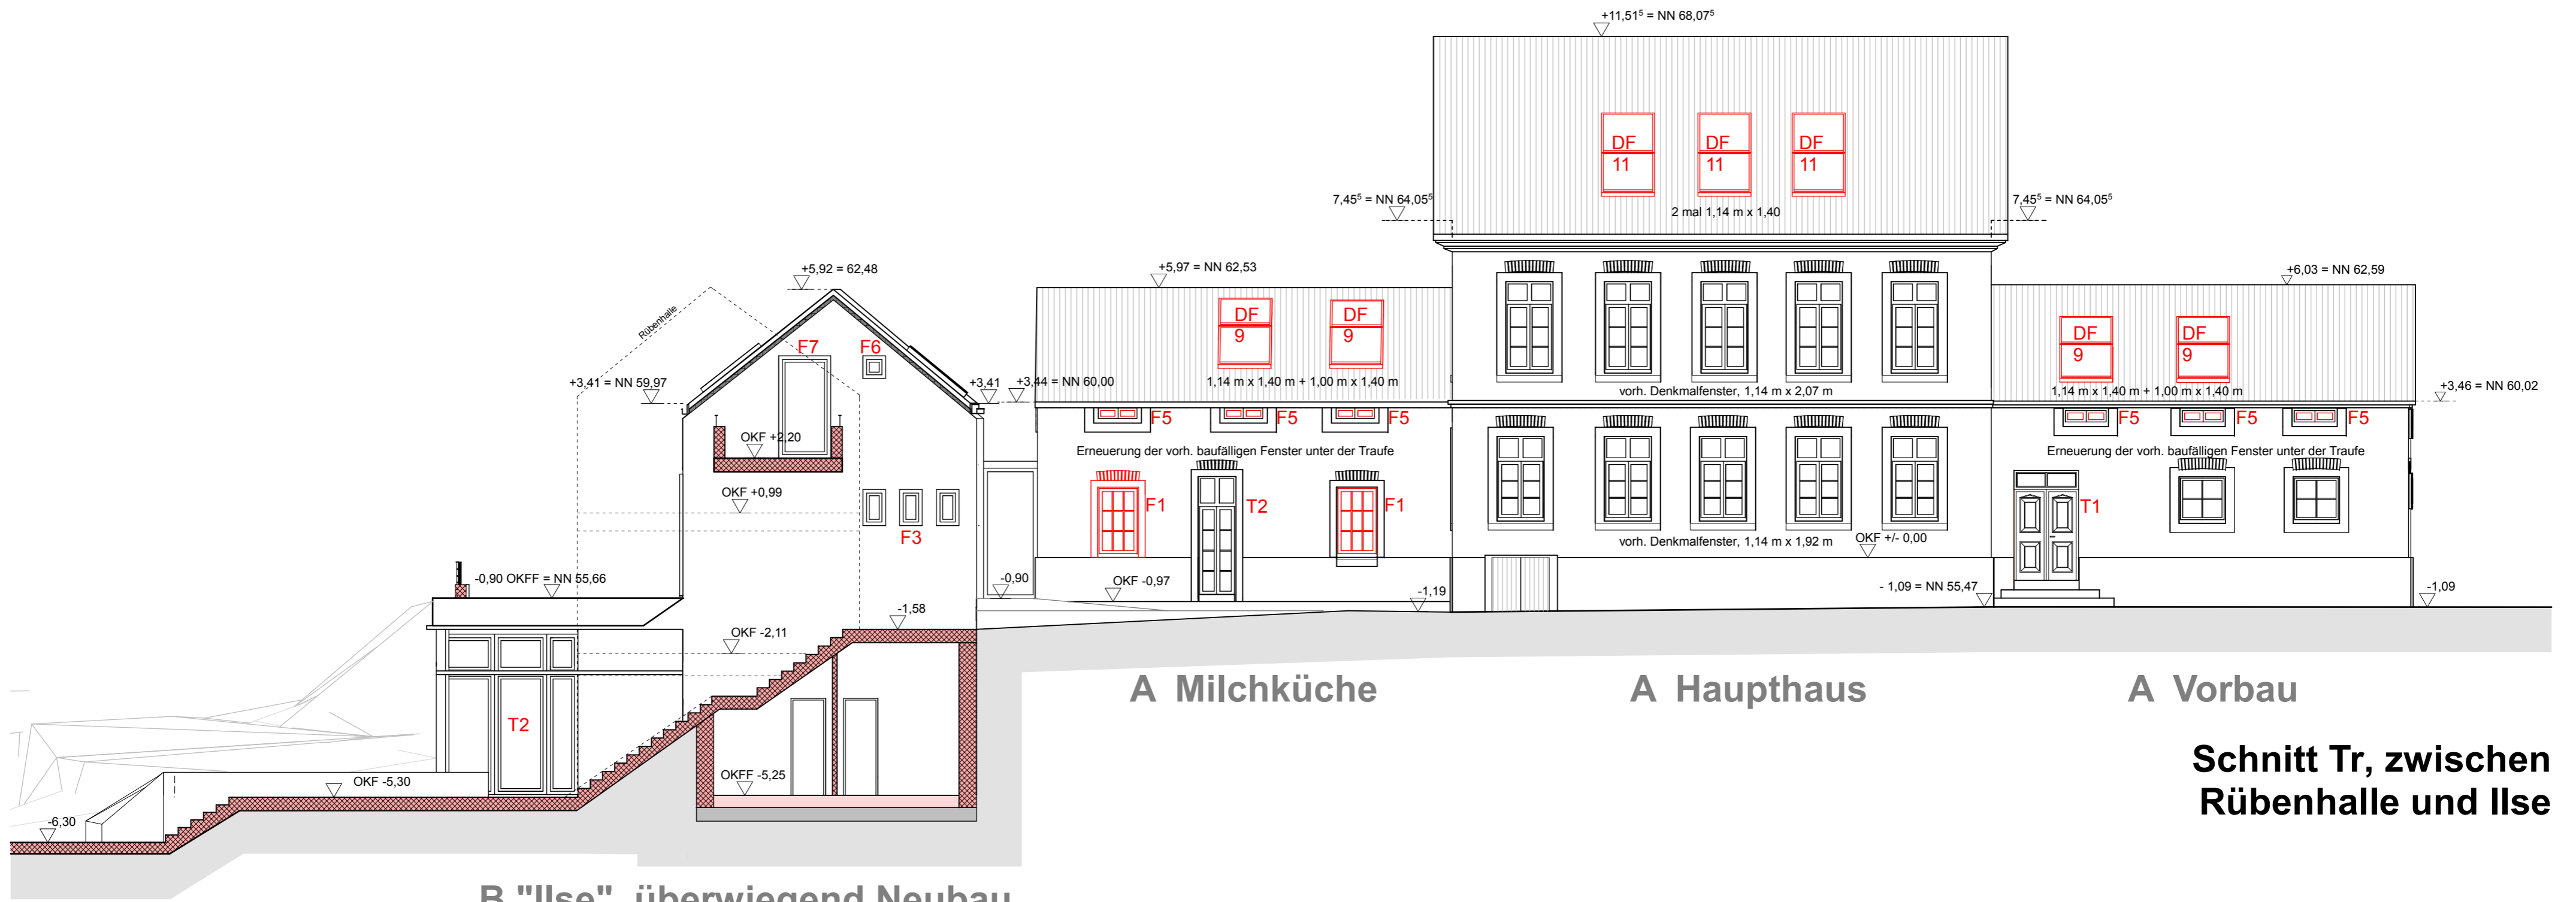 +11,51⁵ = NN 68,07⁵
DF
11
DF
11
DF
11
2 mal 1,14 m x 1,40
7,45⁵ = NN 64,05⁵
7,45⁵ = NN 64,05⁵
+5,92 = 62,48
+5,97 = NN 62,53
+6,03 = NN 62,59
Rübenhalle
F7
F6
DF
9
DF
9
DF
9
DF
9
+3,41 = NN 59,97
+3,41
+3,44 = NN 60,00
1,14 m x 1,40 m + 1,00 m x 1,40 m
vorh. Denkmalfenster, 1,14 m x 2,07 m
1,14 m x 1,40 m + 1,00 m x 1,40 m
+3,46 = NN 60,02
F5
F5
F5
F5
F5
F5
OKF +2,20
Erneuerung der vorh. baufälligen Fenster unter der Traufe
Erneuerung der vorh. baufälligen Fenster unter der Traufe
OKF +0,99
F3
F1
T2
F1
T1
vorh. Denkmalfenster, 1,14 m x 1,92 m
OKF +/- 0,00
-0,90 OKFF = NN 55,66
-0,90
OKF -0,97
-1,19
- 1,09 = NN 55,47
-1,09
-1,58
OKF -2,11
T2
OKFF -5,25
OKF -5,30
-6,30
A Milchküche
A Haupthaus
A Vorbau
Schnitt Tr, zwischen
Rübenhalle und Ilse
B "Ilse", überwiegend Neubau